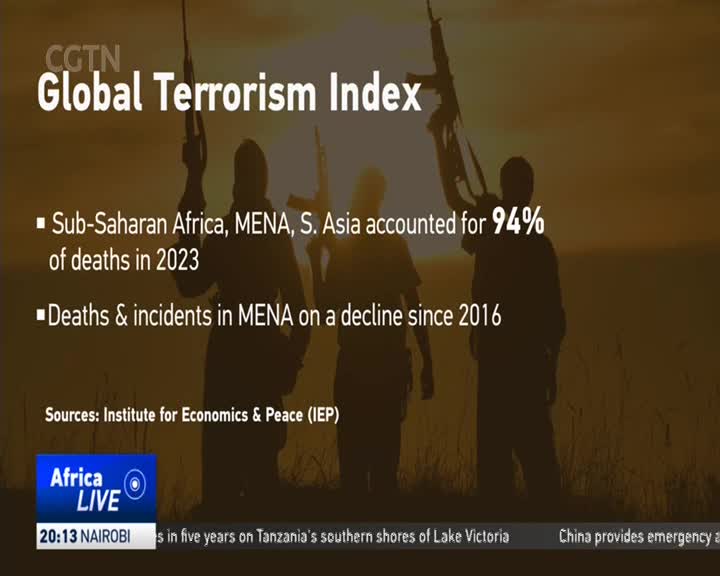 CGTN
Global Terrorism Index
▪ Sub-Saharan Africa, MENA, S. Asia accounted for 94%
of deaths in 2023
▪ Deaths & incidents in MENA on a decline since 2016
Sources: Institute for Economics & Peace (IEP)
Africa
LIVE
20:13 NAIROBI
in five years on Tanzania's southern shores of Lake Victoria China provides emergency